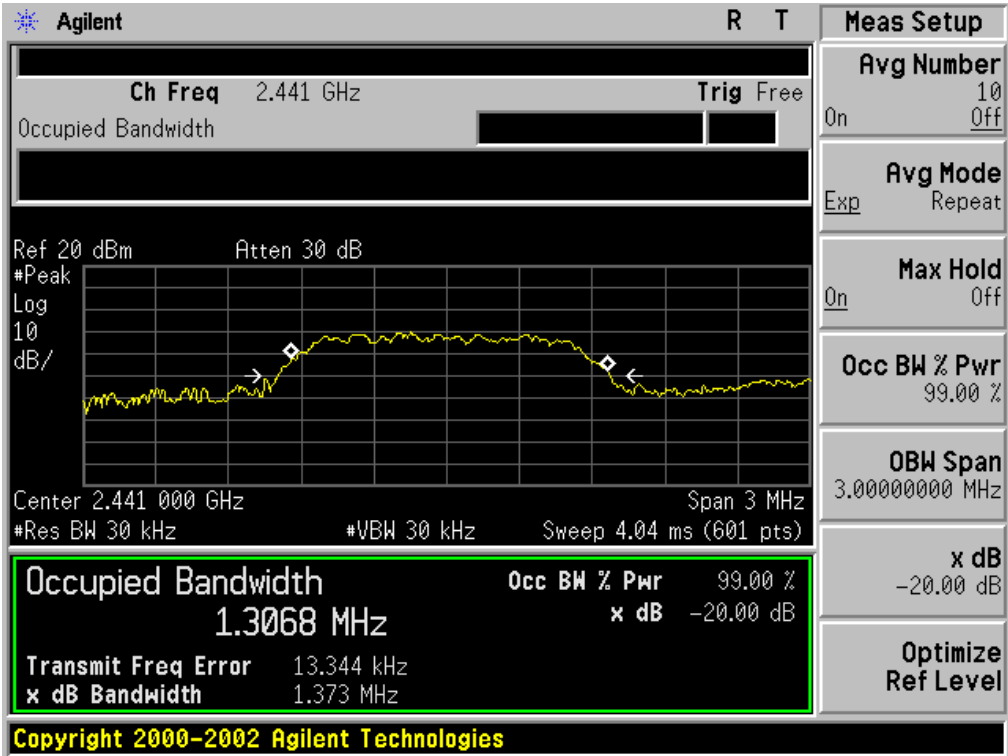 Agilent R T
Ch Freq 2.441 GHz Trig Free
Occupied Bandwidth
Ref 20 dBm Atten 30 dB
#Peak
Log
10
dB/
Center 2.441 000 GHz Span 3 MHz
#Res BW 30 kHz #VBW 30 kHz Sweep 4.04 ms (601 pts)
Occupied Bandwidth Occ BW % Pwr 99.00 %
1.3068 MHz x dB -20.00 dB
Transmit Freq Error 13.344 kHz
x dB Bandwidth 1.373 MHz
Copyright 2000-2002 Agilent Technologies
Meas Setup
Avg Number
10
On Off
Avg Mode
Exp Repeat
Max Hold
On Off
Occ BW % Pwr
99.00 %
OBW Span
3.00000000 MHz
x dB
-20.00 dB
Optimize
Ref Level